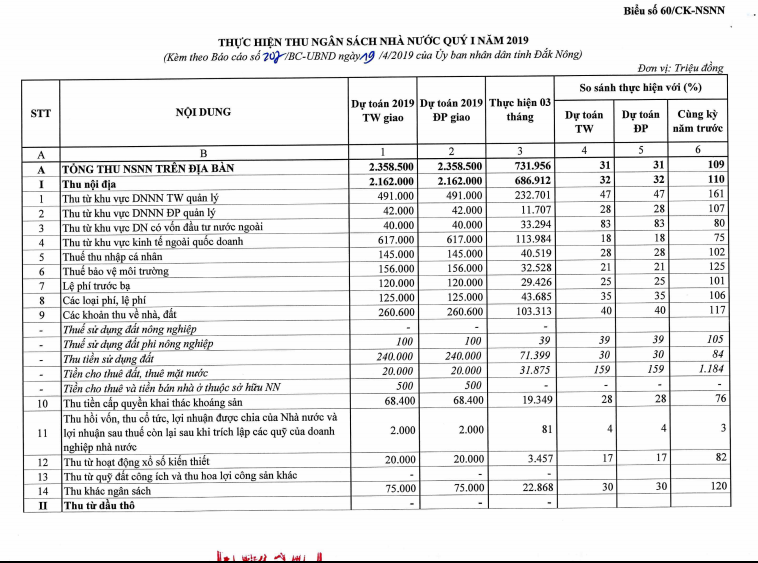 Biểu số 60/CK-NSNN
THỰC HIỆN THU NGÂN SÁCH NHÀ NƯỚC QUÝ I NĂM 2019
(Kèm theo Báo cáo số 202/BC-UBND ngày 19 /4/2019 của Ủy ban nhân dân tỉnh Đắk Nông)
Đơn vị: Triệu đồng
STT NỘI DUNG Dự toán 2019 TW giao Dự toán 2019 ĐP giao Thực hiện 03 tháng So sánh thực hiện với (%)
Dự toán TW Dự toán ĐP Cùng kỳ năm trước
A B 1 2 3 4 5 6
A TỔNG THU NSNN TRÊN ĐỊA BÀN 2.358.500 2.358.500 731.956 31 31 109
I Thu nội địa 2.162.000 2.162.000 686.912 32 32 110
1 Thu từ khu vực DNNN TW quản lý 491.000 491.000 232.701 47 47 161
2 Thu từ khu vực DNNN ĐP quản lý 42.000 42.000 11.707 28 28 107
3 Thu từ khu vực DN có vốn đầu tư nước ngoài 40.000 40.000 33.294 83 83 80
4 Thu từ khu vực kinh tế ngoài quốc doanh 617.000 617.000 113.984 18 18 75
5 Thuế thu nhập cá nhân 145.000 145.000 40.519 28 28 102
6 Thuế bảo vệ môi trường 156.000 156.000 32.528 21 21 125
7 Lệ phí trước bạ 120.000 120.000 29.426 25 25 101
8 Các loại phí, lệ phí 125.000 125.000 43.685 35 35 106
9 Các khoản thu về nhà, đất 260.600 260.600 103.313 40 40 117
- Thuế sử dụng đất nông nghiệp - - -
- Thuế sử dụng đất phi nông nghiệp 100 100 39 39 39 105
- Thu tiền sử dụng đất 240.000 240.000 71.399 30 30 84
- Tiền cho thuê đất, thuê mặt nước 20.000 20.000 31.875 159 159 1.184
- Tiền cho thuê và tiền bán nhà ở thuộc sở hữu NN 500 500 - - - -
10 Thu tiền cấp quyền khai thác khoáng sản 68.400 68.400 19.349 28 28 76
Thu hồi vốn, thu cổ tức, lợi nhuận được chia của Nhà nước và
11 lợi nhuận sau thuế còn lại sau khi trích lập các quỹ của doanh 2.000 2.000 81 4 4 3
nghiệp nhà nước
12 Thu từ hoạt động xổ số kiến thiết 20.000 20.000 3.457 17 17 82
13 Thu từ quỹ đất công ích và thu hoa lợi công sản khác - - -
14 Thu khác ngân sách 75.000 75.000 22.868 30 30 120
II Thu từ dầu thô - - -